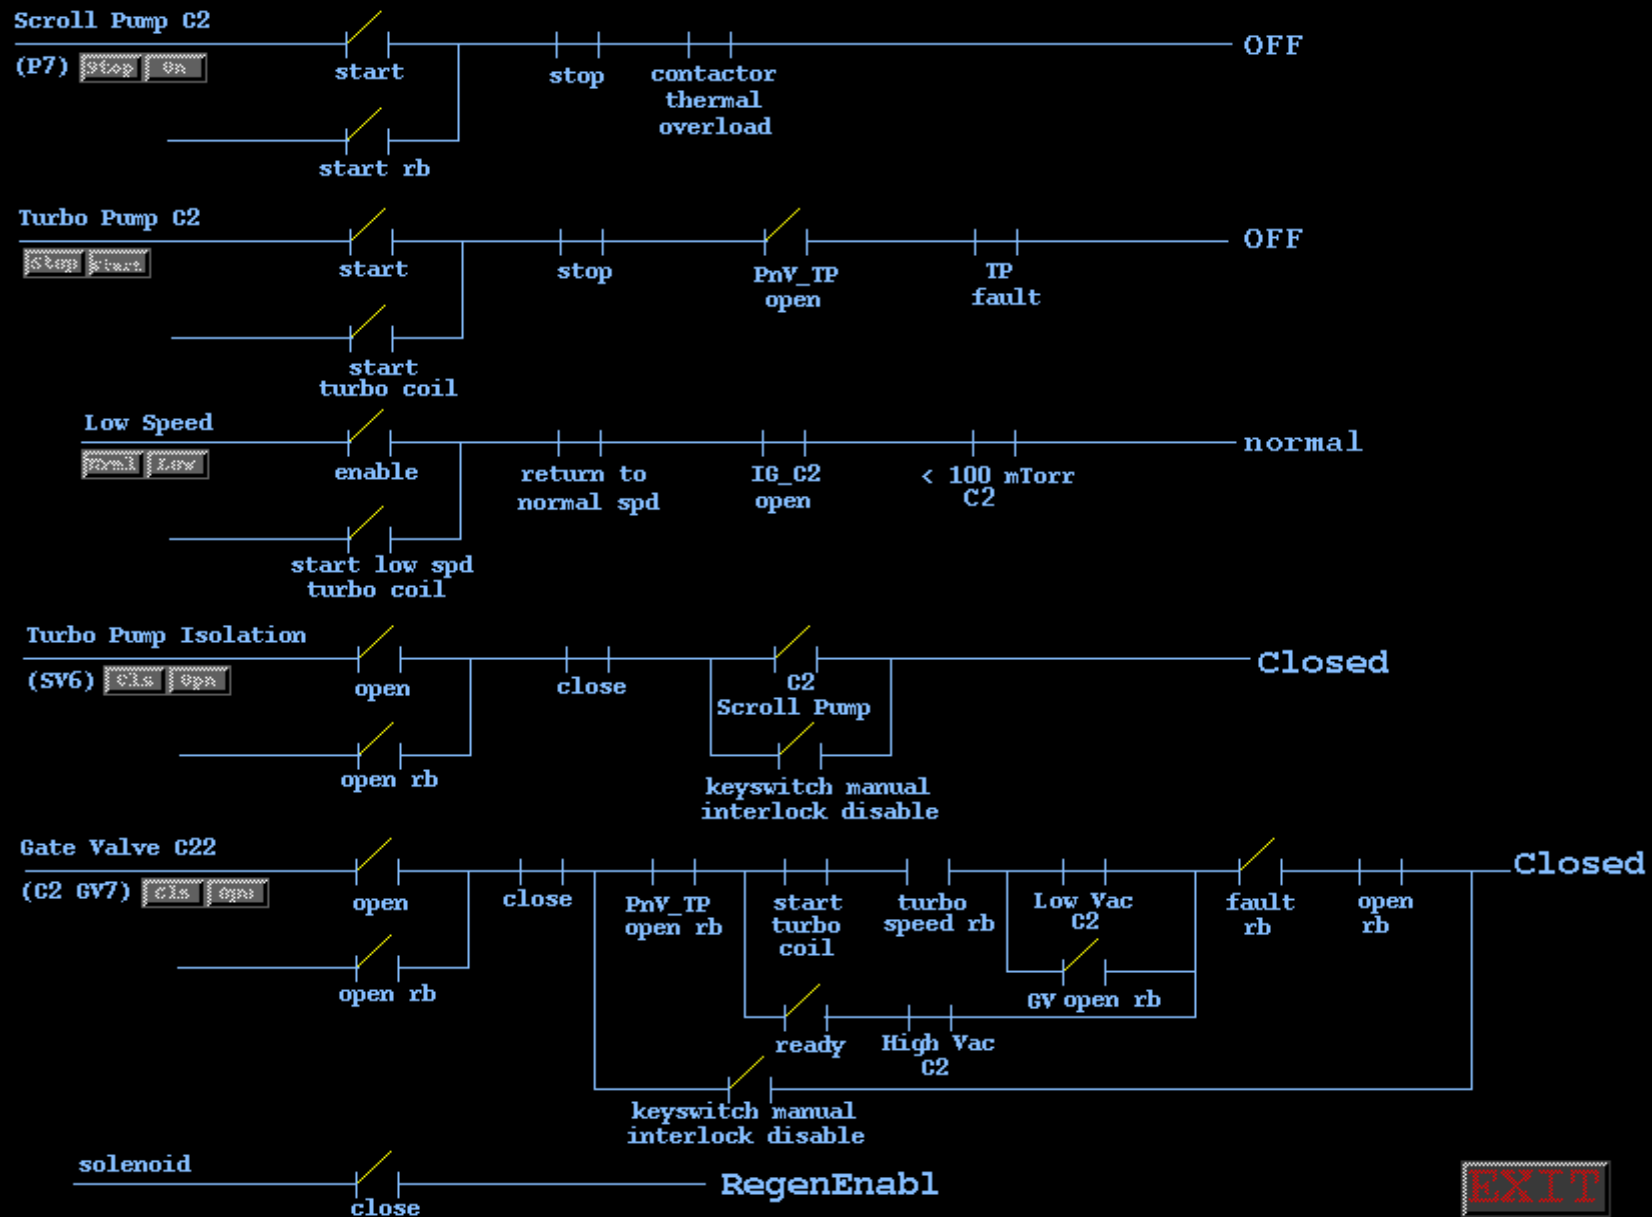 Scroll Pump C2
OFF
(P7) Stop On
start
stop
contactor
thermal
overload
start rb
Turbo Pump C2
OFF
Stop Start
start
stop
PnV_TP
open
TP
fault
start
turbo coil
Low Speed
normal
Nrml Low
enable
return to
normal spd
IG_C2
open
< 100 mTorr
C2
start low spd
turbo coil
Turbo Pump Isolation
Closed
(SV6) Cls Opn
open
close
C2
Scroll Pump
open rb
keyswitch manual
interlock disable
Gate Valve C22
Closed
(C2 GV7) Cls Opn
open
close
PnV_TP
open rb
start
turbo
coil
turbo
speed rb
Low Vac
C2
fault
rb
open
rb
open rb
GV open rb
ready
High Vac
C2
keyswitch manual
interlock disable
solenoid
RegenEnabl
close
EXIT